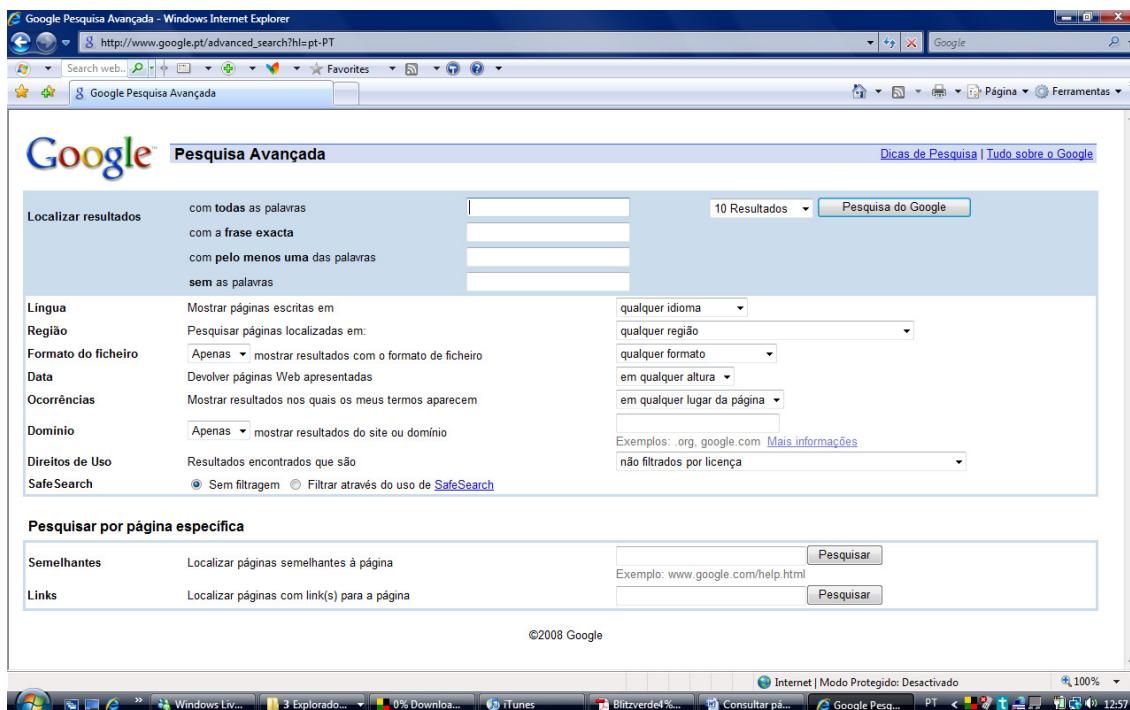 Google Pesquisa Avançada - Windows Internet Explorer
http://www.google.pt/advanced_search?hl=pt-PT
Google
Search web..
Favorites
Google Pesquisa Avançada
Página
Ferramentas
Google™ Pesquisa Avançada
Dicas de Pesquisa | Tudo sobre o Google
Localizar resultados
com todas as palavras
10 Resultados
Pesquisa do Google
com a frase exacta
com pelo menos uma das palavras
sem as palavras
Língua Mostrar páginas escritas em qualquer idioma
Região Pesquisar páginas localizadas em: qualquer região
Formato do ficheiro Apenas mostrar resultados com o formato de ficheiro qualquer formato
Data Devolver páginas Web apresentadas em qualquer altura
Ocorrências Mostrar resultados nos quais os meus termos aparecem em qualquer lugar da página
Domínio Apenas mostrar resultados do site ou domínio
Exemplos: .org, google.com Mais informações
Direitos de Uso Resultados encontrados que são não filtrados por licença
SafeSearch Sem filtragem Filtrar através do uso de SafeSearch
Pesquisar por página específica
Semelhantes Localizar páginas semelhantes à página Pesquisar
Exemplo: www.google.com/help.html
Links Localizar páginas com link(s) para a página Pesquisar
©2008 Google
Internet | Modo Protegido: Desactivado 100%
Windows Liv... 3 Explorado... 0% Downloa... iTunes Blitzverde4%... Consultar pá... Google Pesq... PT 12:57